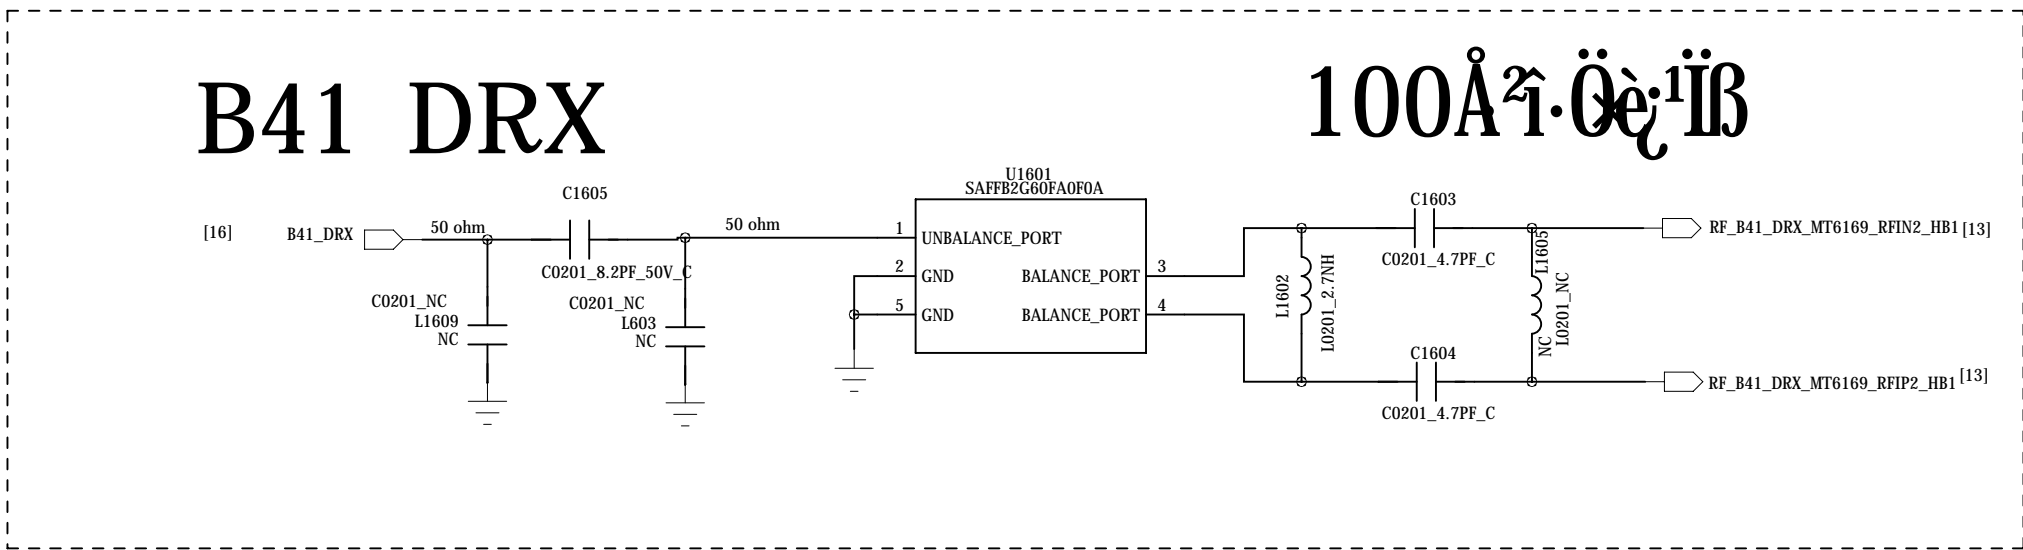 B41 DRX
100Å²î·Ö×è¿¹Ïß
U1601
SAFFB2G60FA0F0A
C1605
C1603
[16]
B41_DRX
50 ohm
50 ohm
1
UNBALANCE_PORT
RF_B41_DRX_MT6169_RFIN2_HB1
[13]
C0201_8.2PF_50V_C
2
GND
BALANCE_PORT
3
C0201_4.7PF_C
L1605
L1602
L0201_2.7NH
L0201_NC
NC
C0201_NC
L1609
NC
C0201_NC
L603
NC
5
GND
BALANCE_PORT
4
C1604
RF_B41_DRX_MT6169_RFIP2_HB1
[13]
C0201_4.7PF_C